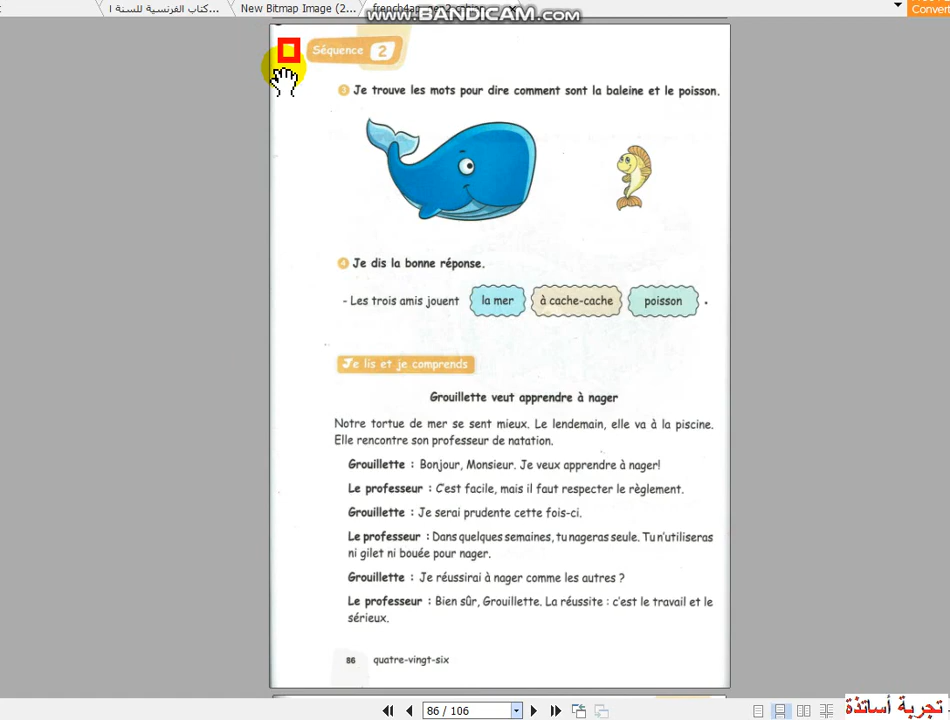 كتاب الفرنسية للسنة ا...
New Bitmap Image (2...
www.BANDICAM.com
Convert
Séquence 2
3 Je trouve les mots pour dire comment sont la baleine et le poisson.
4 Je dis la bonne réponse.
- Les trois amis jouent la mer à cache-cache poisson .
Je lis et je comprends
Grouillette veut apprendre à nager
Notre tortue de mer se sent mieux. Le lendemain, elle va à la piscine.
Elle rencontre son professeur de natation.
Grouillette : Bonjour, Monsieur. Je veux apprendre à nager!
Le professeur : C'est facile, mais il faut respecter le règlement.
Grouillette : Je serai prudente cette fois-ci.
Le professeur : Dans quelques semaines, tu nageras seule. Tu n'utiliseras
ni gilet ni bouée pour nager.
Grouillette : Je réussirai à nager comme les autres ?
Le professeur : Bien sûr, Grouillette. La réussite : c'est le travail et le
sérieux.
86 quatre-vingt-six
86 / 106
تجربة أساتذة